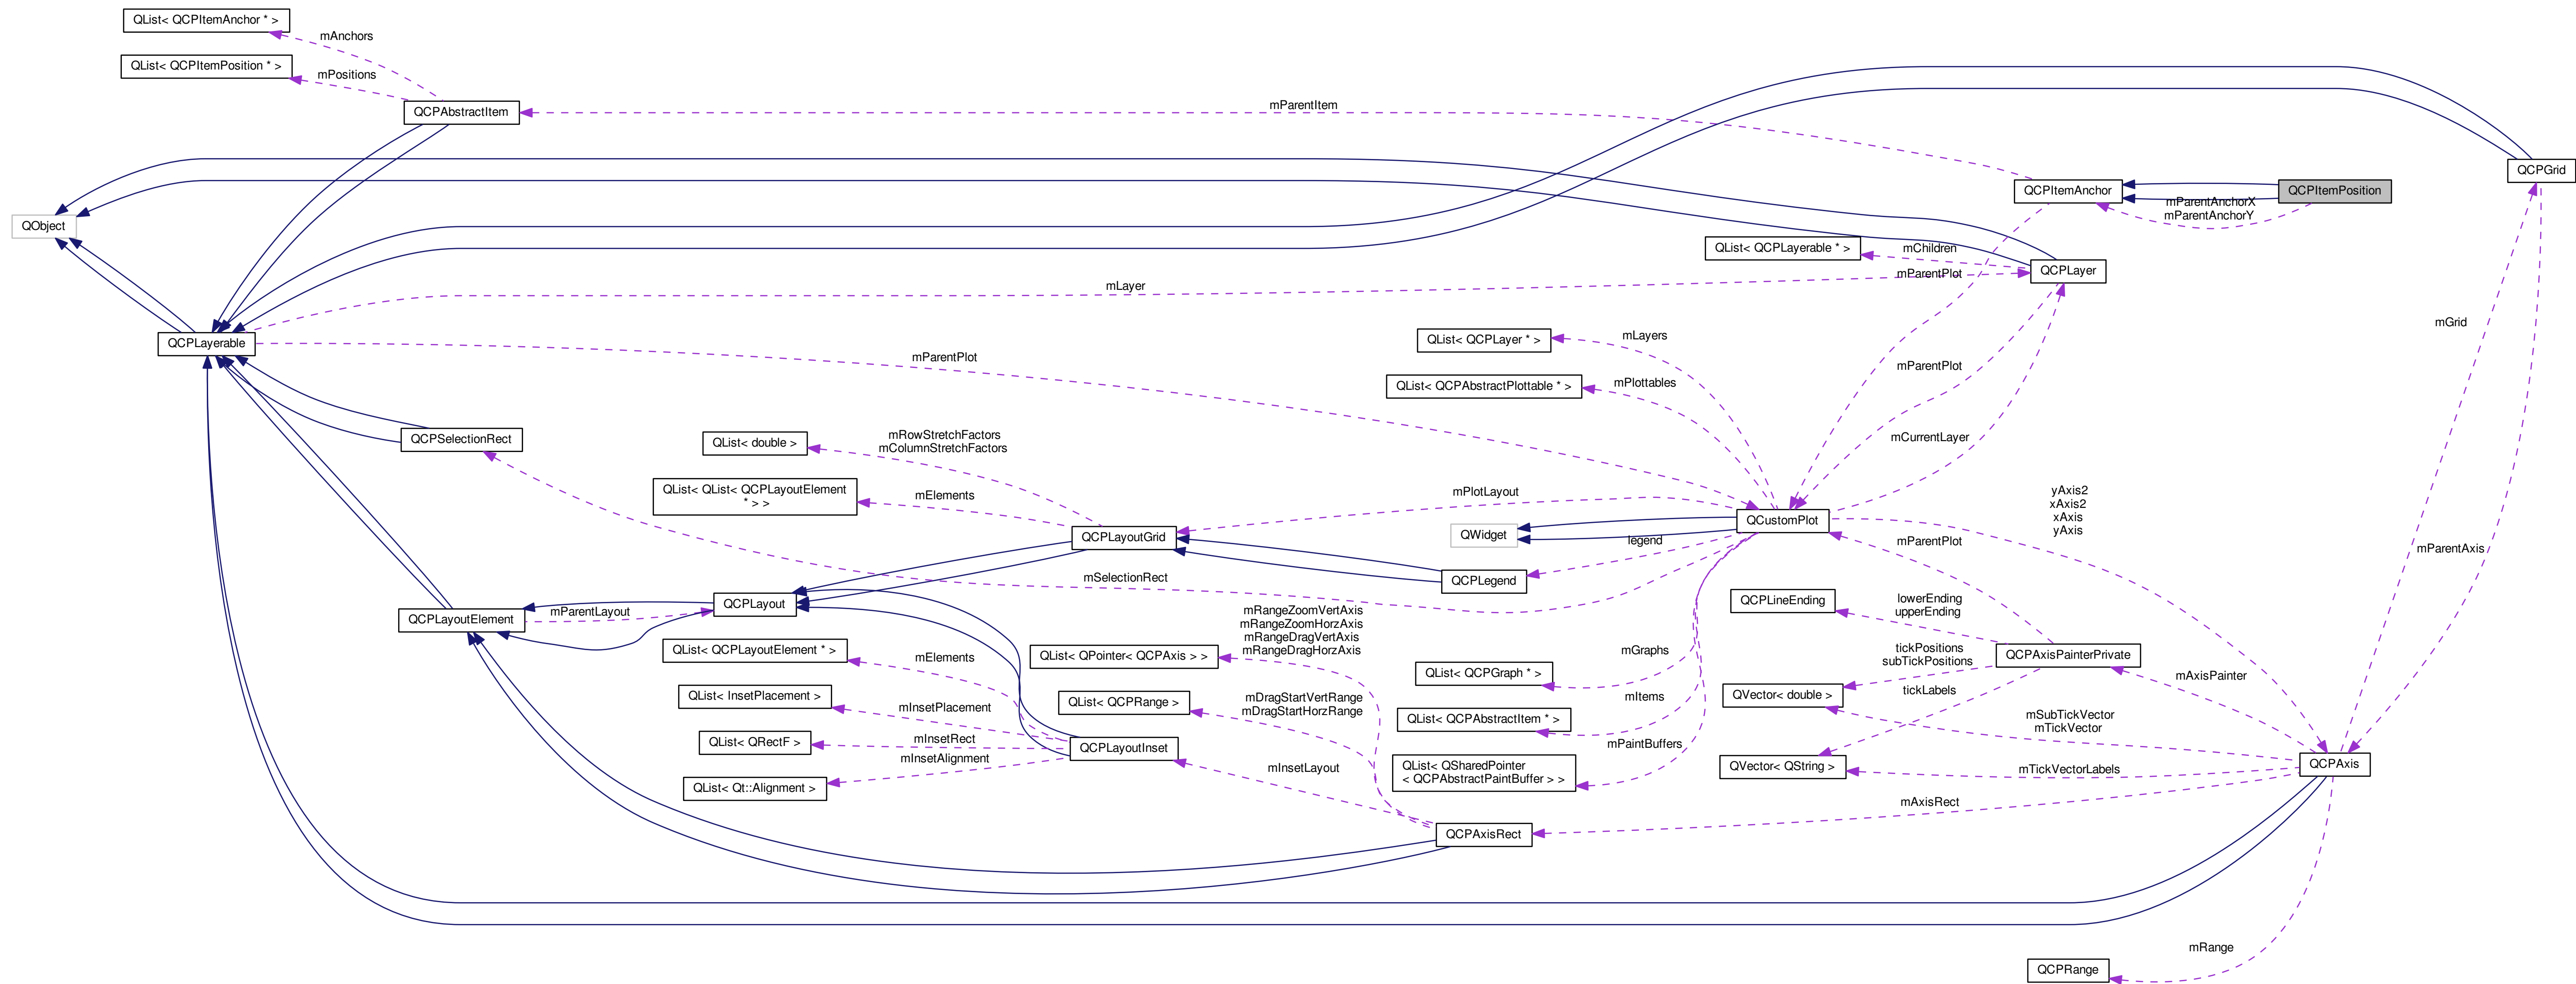 QList< QCPItemAnchor * >
mAnchors
QList< QCPItemPosition * >
mPositions
QCPAbstractItem
mParentItem
QCPGrid
QCPItemAnchor
QCPItemPosition
mParentAnchorX
mParentAnchorY
QObject
QList< QCPLayerable * >
mChildren
QCPLayer
mParentPlot
mLayer
mGrid
QCPLayerable
mParentPlot
QList< QCPLayer * >
mLayers
mParentPlot
QList< QCPAbstractPlottable * >
mPlottables
QCPSelectionRect
QList< double >
mRowStretchFactors
mColumnStretchFactors
mCurrentLayer
QList< QList< QCPLayoutElement
* > >
mElements
mPlotLayout
yAxis2
xAxis2
xAxis
yAxis
QCPLayoutGrid
QWidget
QCustomPlot
legend
mParentPlot
mParentAxis
mSelectionRect
QCPLegend
QCPLayoutElement
mParentLayout
QCPLayout
QCPLineEnding
lowerEnding
upperEnding
mRangeZoomVertAxis
mRangeZoomHorzAxis
mRangeDragVertAxis
mRangeDragHorzAxis
QList< QCPLayoutElement * >
mElements
QList< QPointer< QCPAxis > >
mGraphs
tickPositions
subTickPositions
QCPAxisPainterPrivate
QList< QCPGraph * >
mAxisPainter
QList< InsetPlacement >
mInsetPlacement
QList< QCPRange >
mDragStartVertRange
mDragStartHorzRange
mItems
QVector< double >
tickLabels
QList< QCPAbstractItem * >
mSubTickVector
mTickVector
QList< QRectF >
mInsetRect
QCPLayoutInset
mPaintBuffers
mInsetAlignment
mInsetLayout
QList< QSharedPointer
< QCPAbstractPaintBuffer > >
QVector< QString >
mTickVectorLabels
QCPAxis
QList< Qt::Alignment >
mAxisRect
QCPAxisRect
mRange
QCPRange